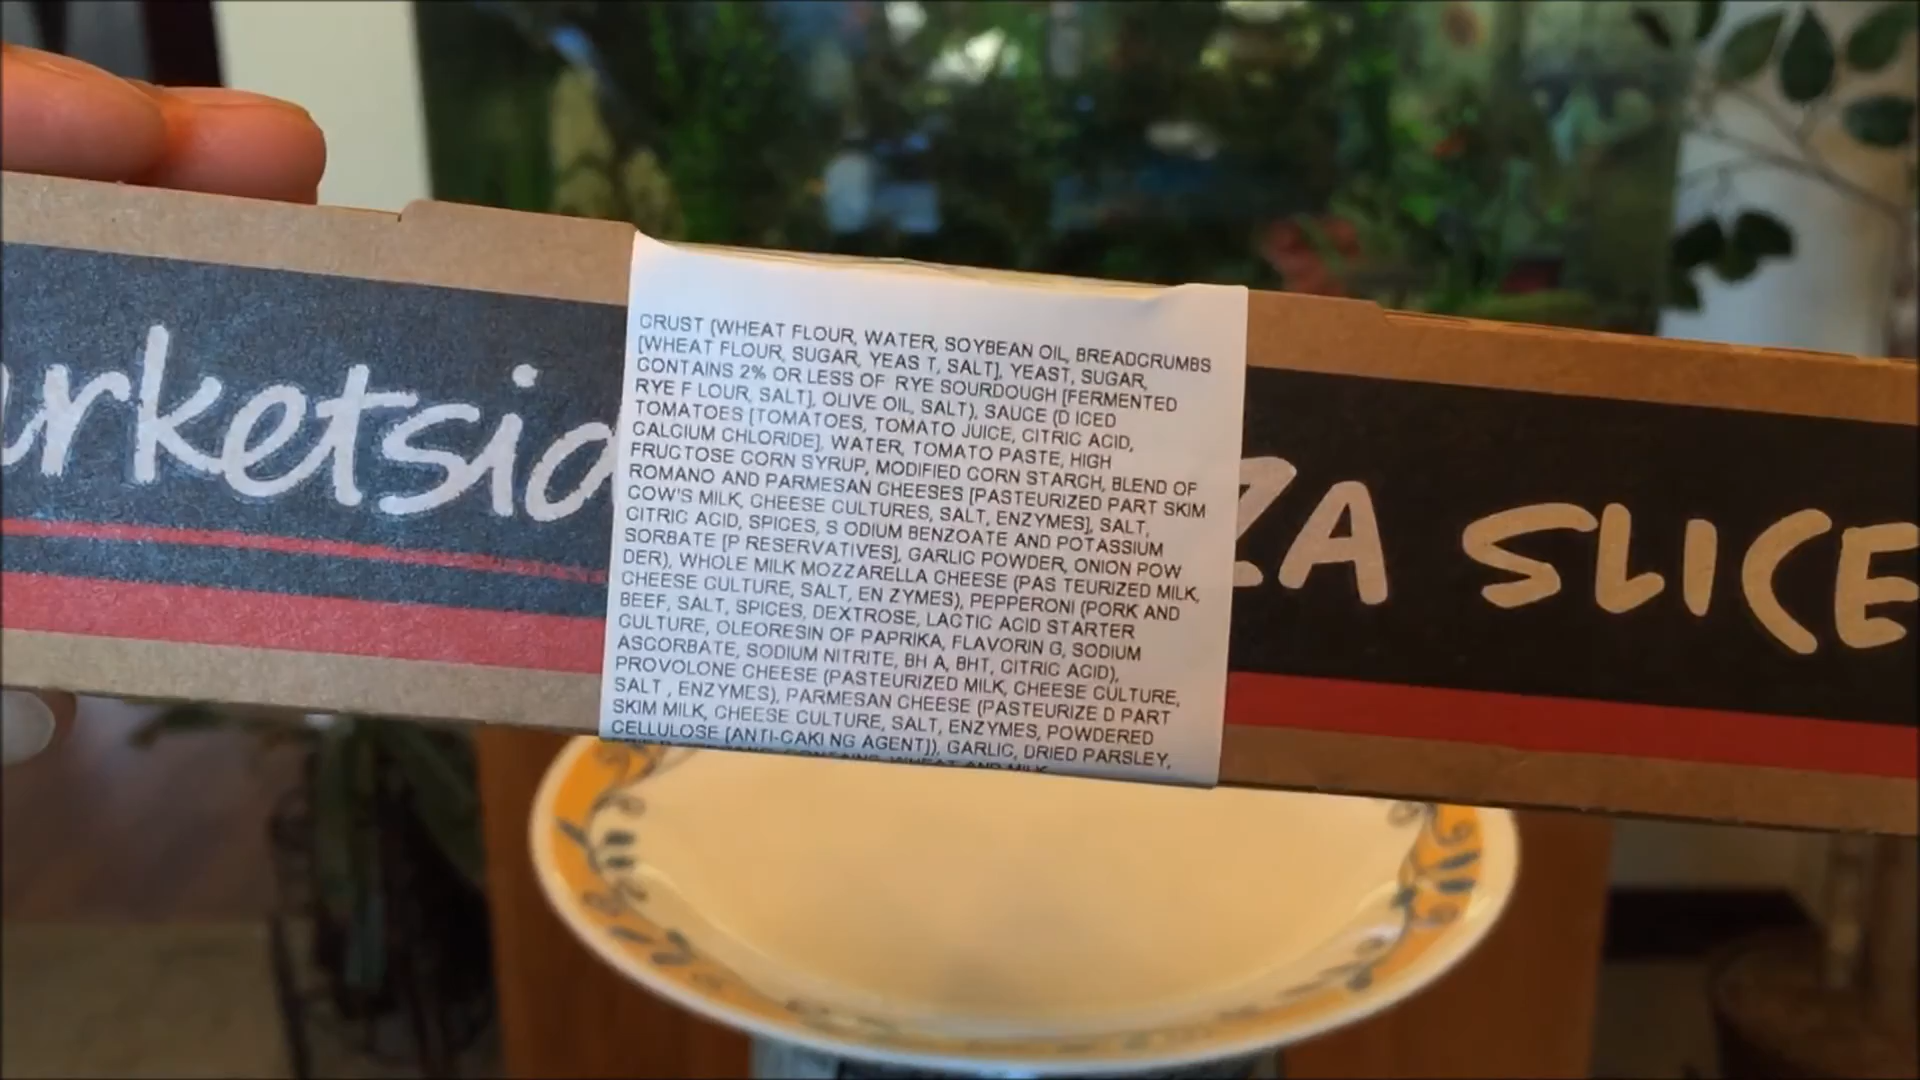 arketsid
ZA SLICE
CRUST (WHEAT FLOUR, WATER, SOYBEAN OIL, BREADCRUMBS
[WHEAT FLOUR, SUGAR, YEAS T, SALT], YEAST, SUGAR,
CONTAINS 2% OR LESS OF RYE SOURDOUGH [FERMENTED
RYE F LOUR, SALT], OLIVE OIL, SALT), SAUCE (D ICED
TOMATOES [TOMATOES, TOMATO JUICE, CITRIC ACID,
CALCIUM CHLORIDE], WATER, TOMATO PASTE, HIGH
FRUCTOSE CORN SYRUP, MODIFIED CORN STARCH, BLEND OF
ROMANO AND PARMESAN CHEESES [PASTEURIZED PART SKIM
COW'S MILK, CHEESE CULTURES, SALT, ENZYMES], SALT,
CITRIC ACID, SPICES, S ODIUM BENZOATE AND POTASSIUM
SORBATE [P RESERVATIVES], GARLIC POWDER, ONION POW
DER), WHOLE MILK MOZZARELLA CHEESE (PAS TEURIZED MILK,
CHEESE CULTURE, SALT, EN ZYMES), PEPPERONI (PORK AND
BEEF, SALT, SPICES, DEXTROSE, LACTIC ACID STARTER
CULTURE, OLEORESIN OF PAPRIKA, FLAVORIN G, SODIUM
ASCORBATE, SODIUM NITRITE, BH A, BHT, CITRIC ACID),
PROVOLONE CHEESE (PASTEURIZED MILK, CHEESE CULTURE,
SALT , ENZYMES), PARMESAN CHEESE (PASTEURIZE D PART
SKIM MILK, CHEESE CULTURE, SALT, ENZYMES, POWDERED
CELLULOSE [ANTI-CAKI NG AGENT]), GARLIC, DRIED PARSLEY,
CONTAINS WHEAT AND MILK